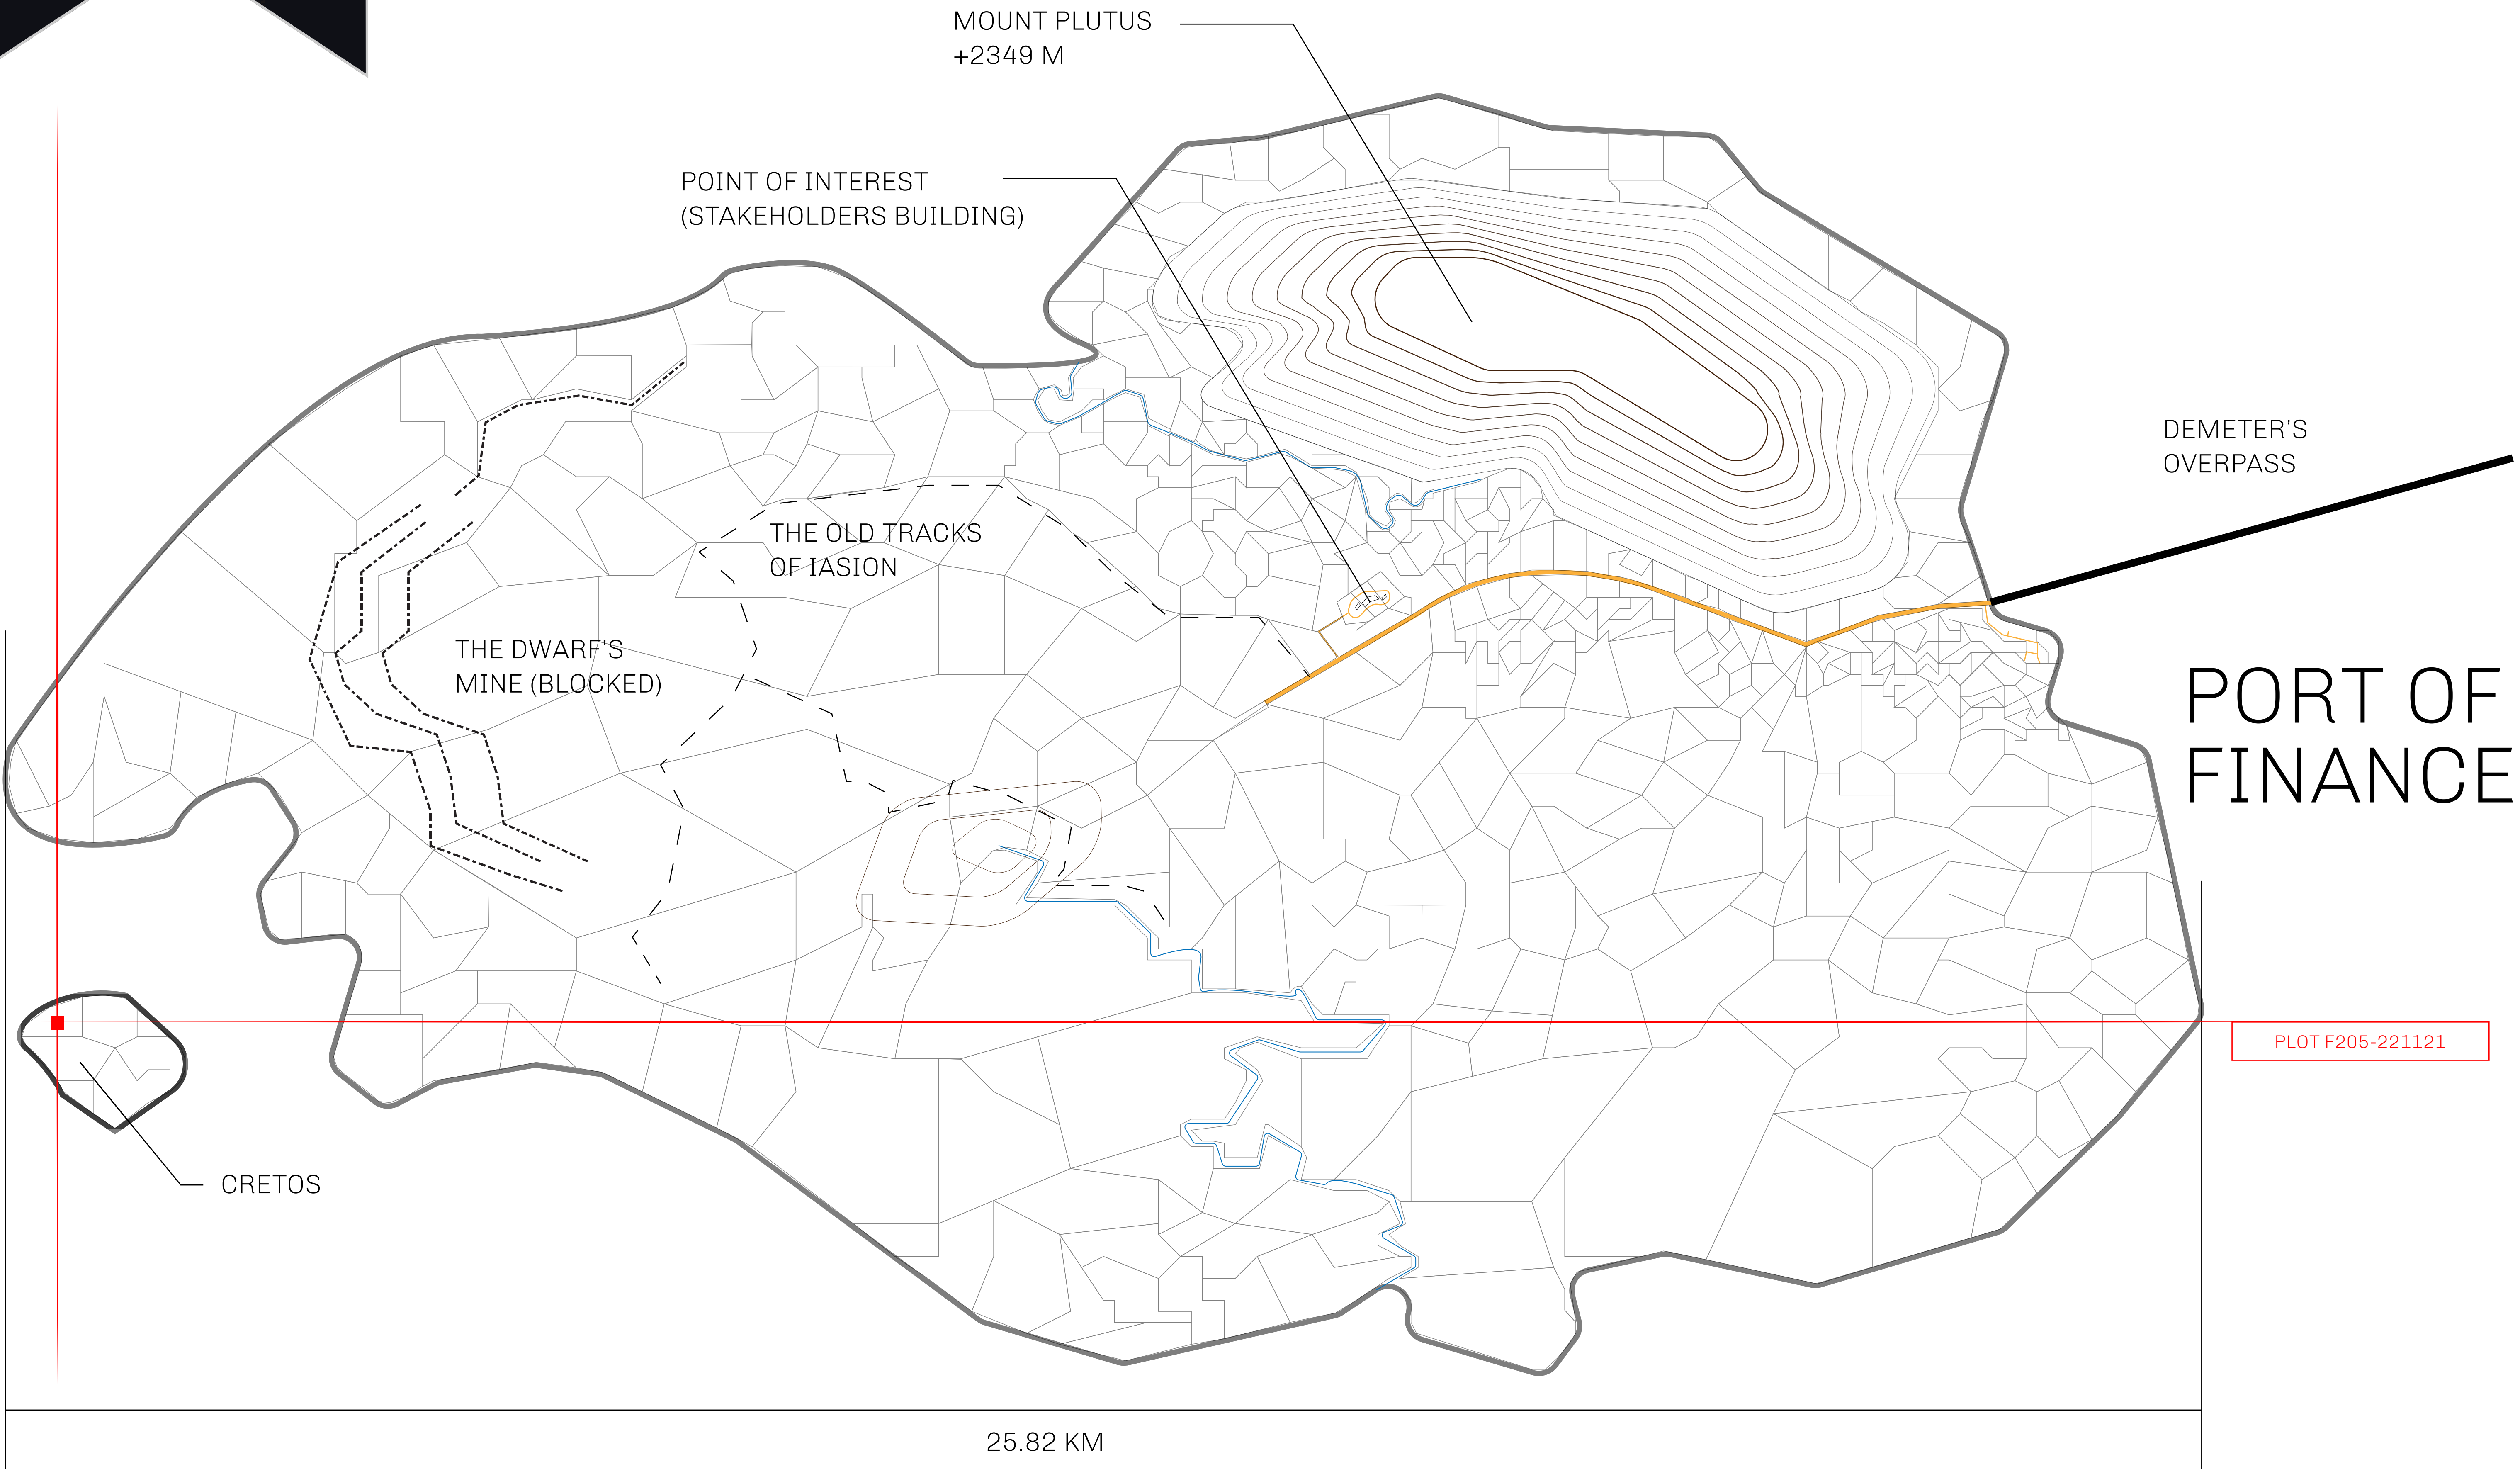 MOUNT PLUTUS
+2349 M
POINT OF INTEREST
(STAKEHOLDERS BUILDING)
DEMETER'S
OVERPASS
THE OLD TRACKS
OF IASION
THE DWARF'S
MINE (BLOCKED)
PORT OF
FINANCE
PLOT F205-221121
CRETOS
25.82 KM